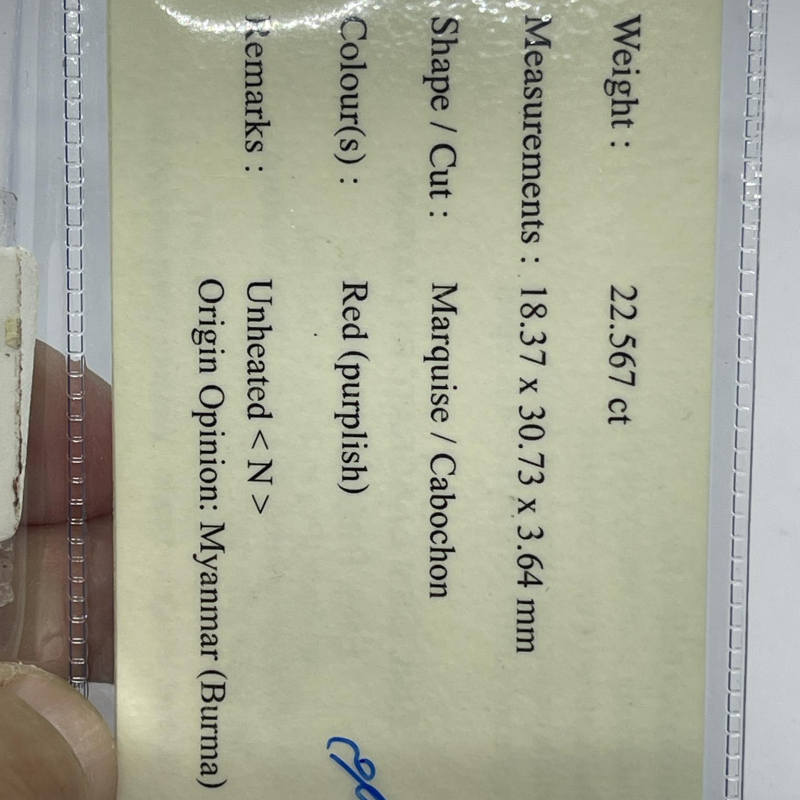 Weight : 22.567 ct
Measurements : 18.37 x 30.73 x 3.64 mm
Shape / Cut : Marquise / Cabochon
Colour(s) : Red (purplish)
Remarks : Unheated < N >
Origin Opinion: Myanmar (Burma)